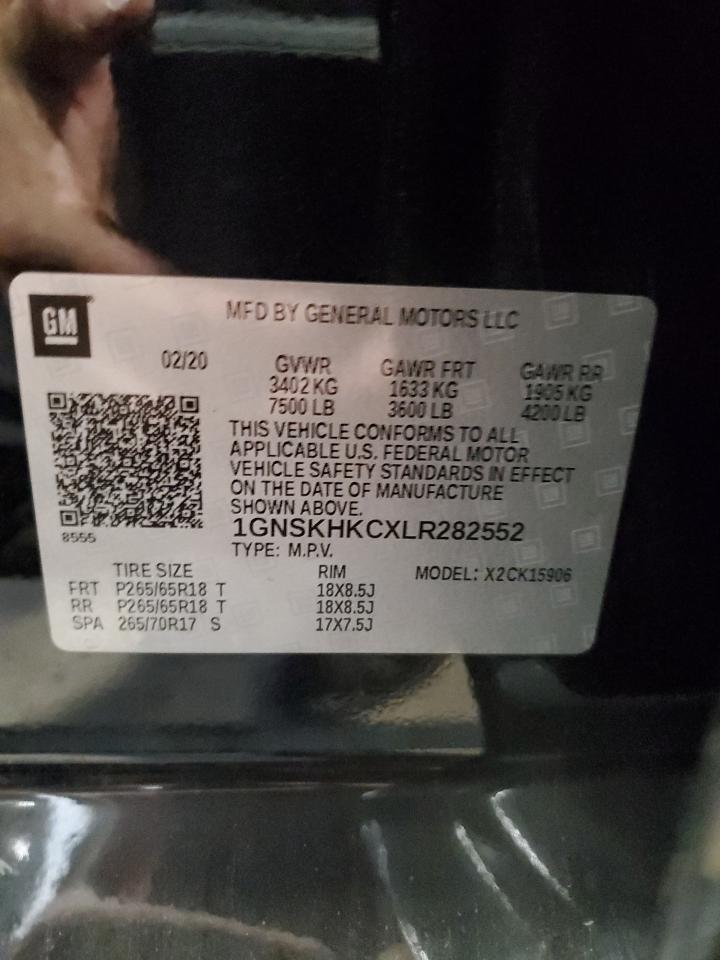 GM
MFD BY GENERAL MOTORS LLC
02/20
GVWR GAWR FRT GAWR RR
3402 KG 1633 KG 1905 KG
7500 LB 3600 LB 4200 LB
THIS VEHICLE CONFORMS TO ALL
APPLICABLE U.S. FEDERAL MOTOR
VEHICLE SAFETY STANDARDS IN EFFECT
ON THE DATE OF MANUFACTURE
SHOWN ABOVE.
1GNSKHKCXLR282552
8555
TYPE: M.P.V.
TIRE SIZE RIM MODEL: X2CK15906
FRT P265/65R18 T 18X8.5J
RR P265/65R18 T 18X8.5J
SPA 265/70R17 S 17X7.5J